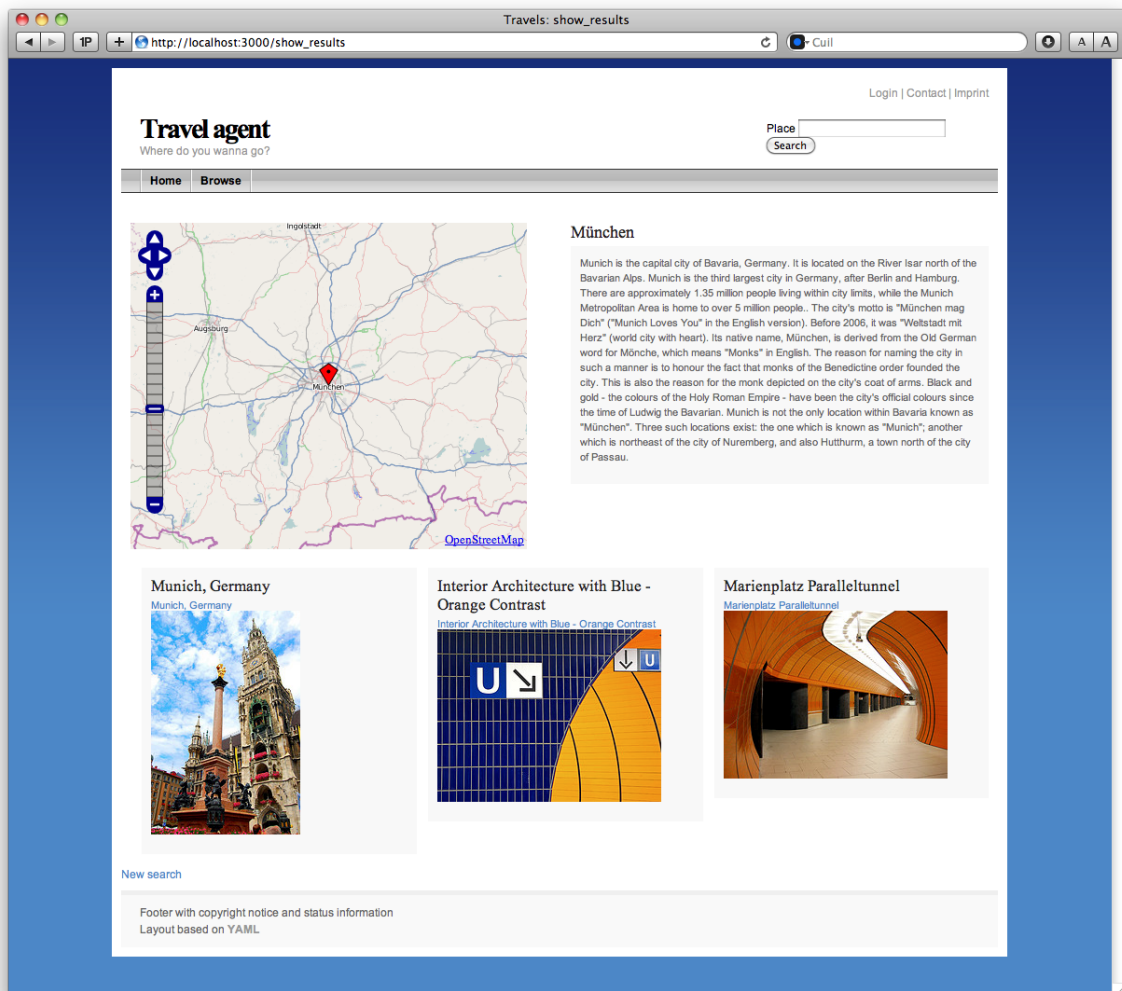 Travels: show_results
1P
+
http://localhost:3000/show_results
Cuil
A A
Login | Contact | Imprint
Travel agent
Where do you wanna go?
Place
Search
Home Browse
Ingolstadt
Augsburg
München
OpenStreetMap
München
Munich is the capital city of Bavaria, Germany. It is located on the River Isar north of the
Bavarian Alps. Munich is the third largest city in Germany, after Berlin and Hamburg.
There are approximately 1.35 million people living within city limits, while the Munich
Metropolitan Area is home to over 5 million people.. The city's motto is "München mag
Dich" ("Munich Loves You" in the English version). Before 2006, it was "Weltstadt mit
Herz" (world city with heart). Its native name, München, is derived from the Old German
word for Mönche, which means "Monks" in English. The reason for naming the city in
such a manner is to honour the fact that monks of the Benedictine order founded the
city. This is also the reason for the monk depicted on the city's coat of arms. Black and
gold - the colours of the Holy Roman Empire - have been the city's official colours since
the time of Ludwig the Bavarian. Munich is not the only location within Bavaria known as
"München". Three such locations exist: the one which is known as "Munich"; another
which is northeast of the city of Nuremberg, and also Hutthurm, a town north of the city
of Passau.
Munich, Germany
Munich, Germany
Interior Architecture with Blue -
Orange Contrast
Interior Architecture with Blue - Orange Contrast
U
U
Marienplatz Paralleltunnel
Marienplatz Paralleltunnel
New search
Footer with copyright notice and status information
Layout based on YAML